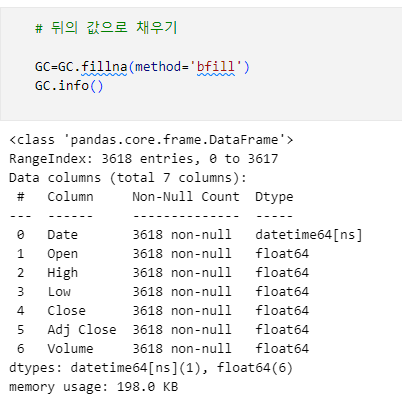 # 뒤의 값으로 채우기
GC=GC.fillna(method='bfill')
GC.info()
<class 'pandas.core.frame.DataFrame'>
RangeIndex: 3618 entries, 0 to 3617
Data columns (total 7 columns):
 #   Column     Non-Null Count  Dtype
---  ------     --------------  -----
 0   Date       3618 non-null   datetime64[ns]
 1   Open       3618 non-null   float64
 2   High       3618 non-null   float64
 3   Low        3618 non-null   float64
 4   Close      3618 non-null   float64
 5   Adj Close  3618 non-null   float64
 6   Volume     3618 non-null   float64
dtypes: datetime64[ns](1), float64(6)
memory usage: 198.0 KB